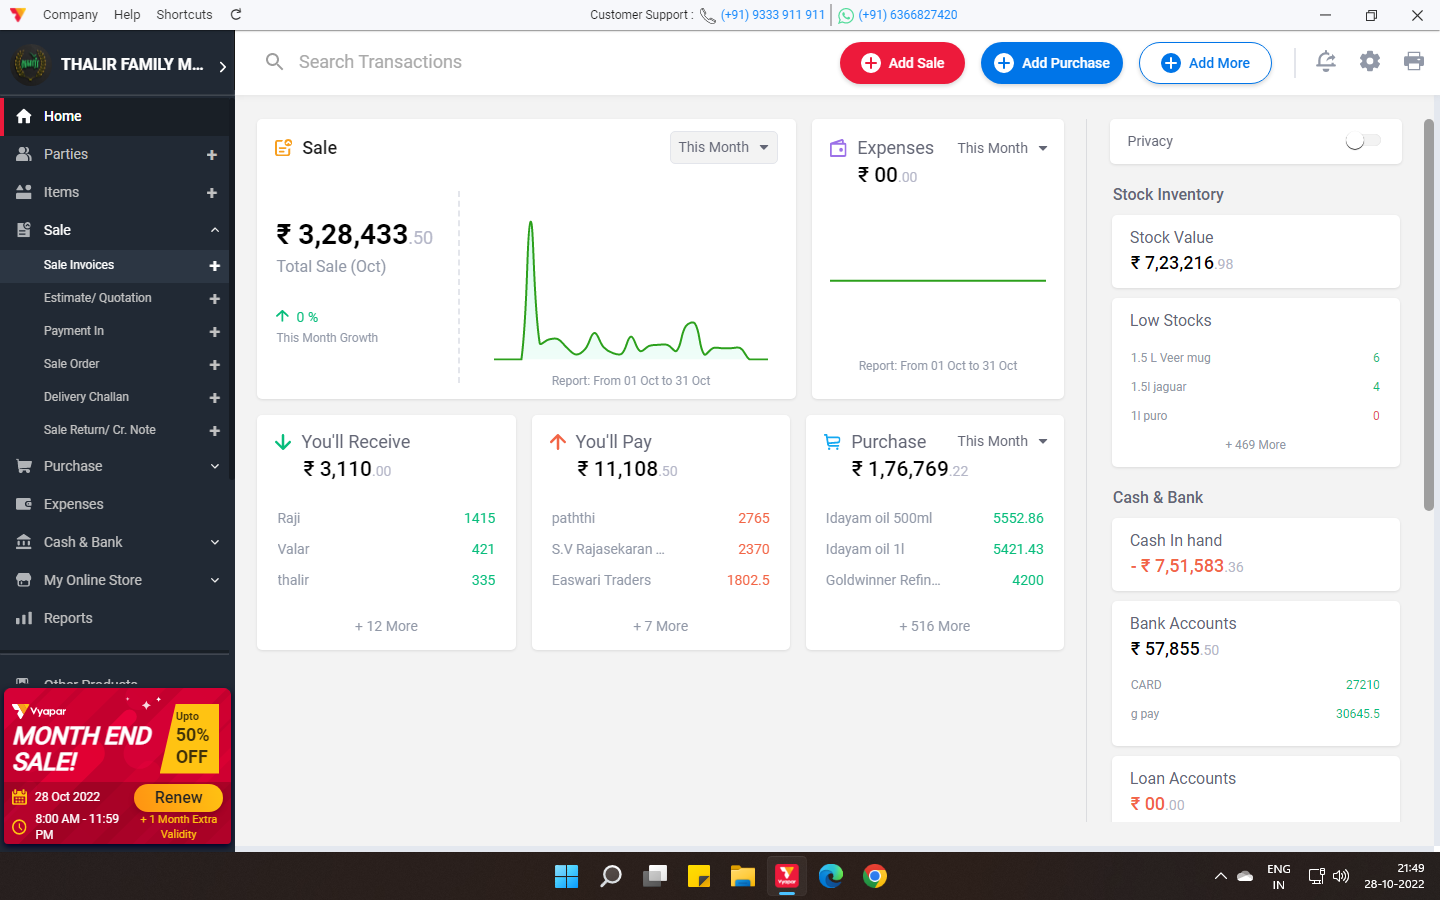 Company Help Shortcuts
Customer Support : (+91) 9333 911 911 (+91) 6366827420
THALIR FAMILY M...
Search Transactions
Add Sale
Add Purchase
Add More
Home
Parties
Items
Sale
Sale Invoices
Estimate/ Quotation
Payment In
Sale Order
Delivery Challan
Sale Return/ Cr. Note
Purchase
Expenses
Cash & Bank
My Online Store
Reports
Other Products
Vyapar
MONTH END
SALE!
Upto
50%
OFF
28 Oct 2022
8:00 AM - 11:59
PM
Renew
+ 1 Month Extra
Validity
Sale
This Month
₹ 3,28,433.50
Total Sale (Oct)
0 %
This Month Growth
Report: From 01 Oct to 31 Oct
Expenses
This Month
₹ 00.00
Report: From 01 Oct to 31 Oct
You'll Receive
₹ 3,110.00
Raji 1415
Valar 421
thalir 335
+ 12 More
You'll Pay
₹ 11,108.50
paththi 2765
S.V Rajasekaran ... 2370
Easwari Traders 1802.5
+ 7 More
Purchase
This Month
₹ 1,76,769.22
Idayam oil 500ml 5552.86
Idayam oil 1l 5421.43
Goldwinner Refin... 4200
+ 516 More
Privacy
Stock Inventory
Stock Value
₹ 7,23,216.98
Low Stocks
1.5 L Veer mug 6
1.5l jaguar 4
1l puro 0
+ 469 More
Cash & Bank
Cash In hand
- ₹ 7,51,583.36
Bank Accounts
₹ 57,855.50
CARD 27210
g pay 30645.5
Loan Accounts
₹ 00.00
Vyapar
ENG
IN
21:49
28-10-2022